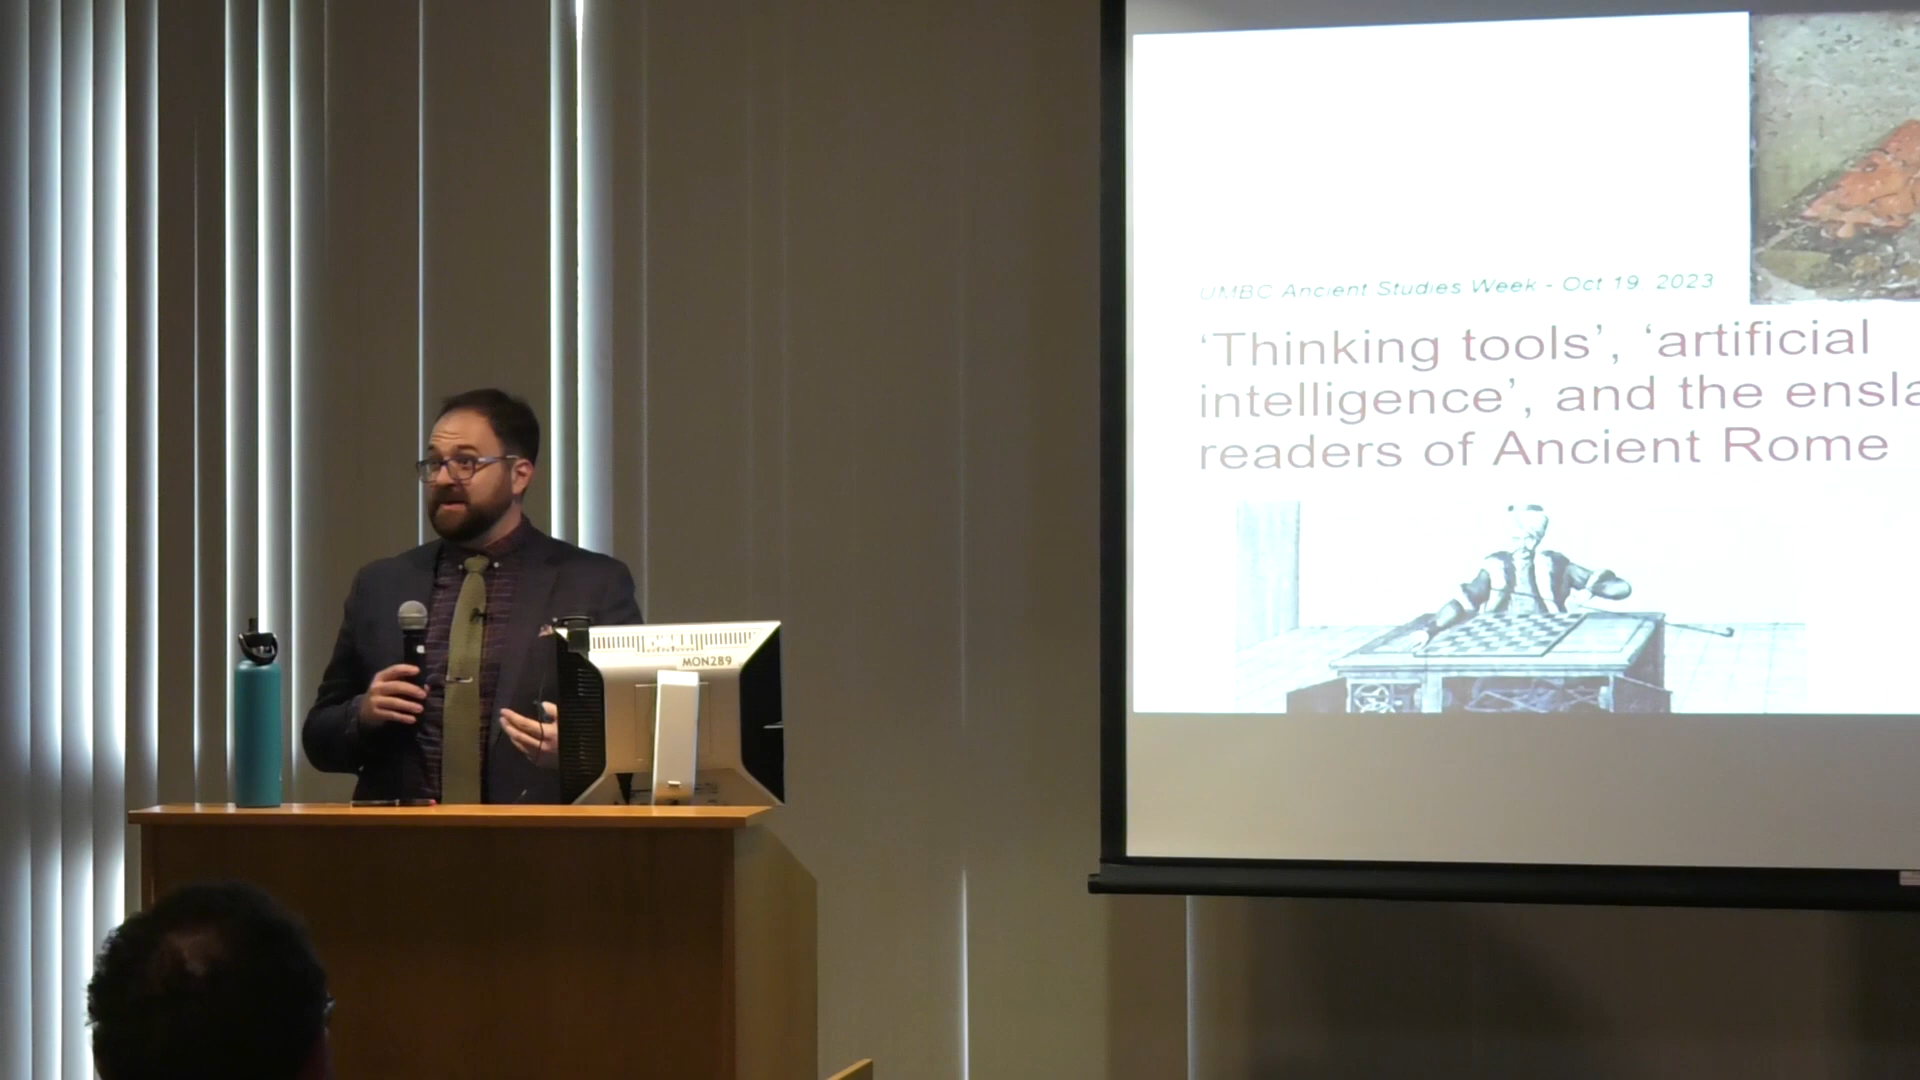 UMBC Ancient Studies Week - Oct 19 2023
‘Thinking tools’, ‘artificial
intelligence’, and the ensla
readers of Ancient Rome
MON289